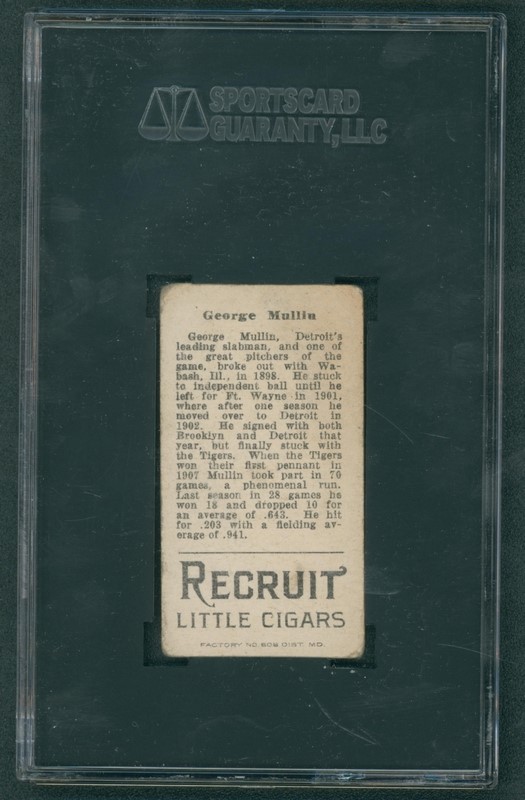 SPORTSCARD
GUARANTY, LLC
George Mullin
George Mullin, Detroit's
leading slabman, and one of
the great pitchers of the
game, broke out with Wa-
bash, Ill., in 1898. He stuck
to independent ball until he
left for Ft. Wayne in 1901,
where after one season he
moved over to Detroit in
1902. He signed with both
Brooklyn and Detroit that
year, but finally stuck with
the Tigers. When the Tigers
won their first pennant in
1907 Mullin took part in 70
games, a phenomenal run.
Last season in 28 games he
won 18 and dropped 10 for
an average of .643. He hit
for .203 with a fielding av-
erage of .941.
RECRUIT
LITTLE CIGARS
FACTORY NO. 606 DIST. MD.